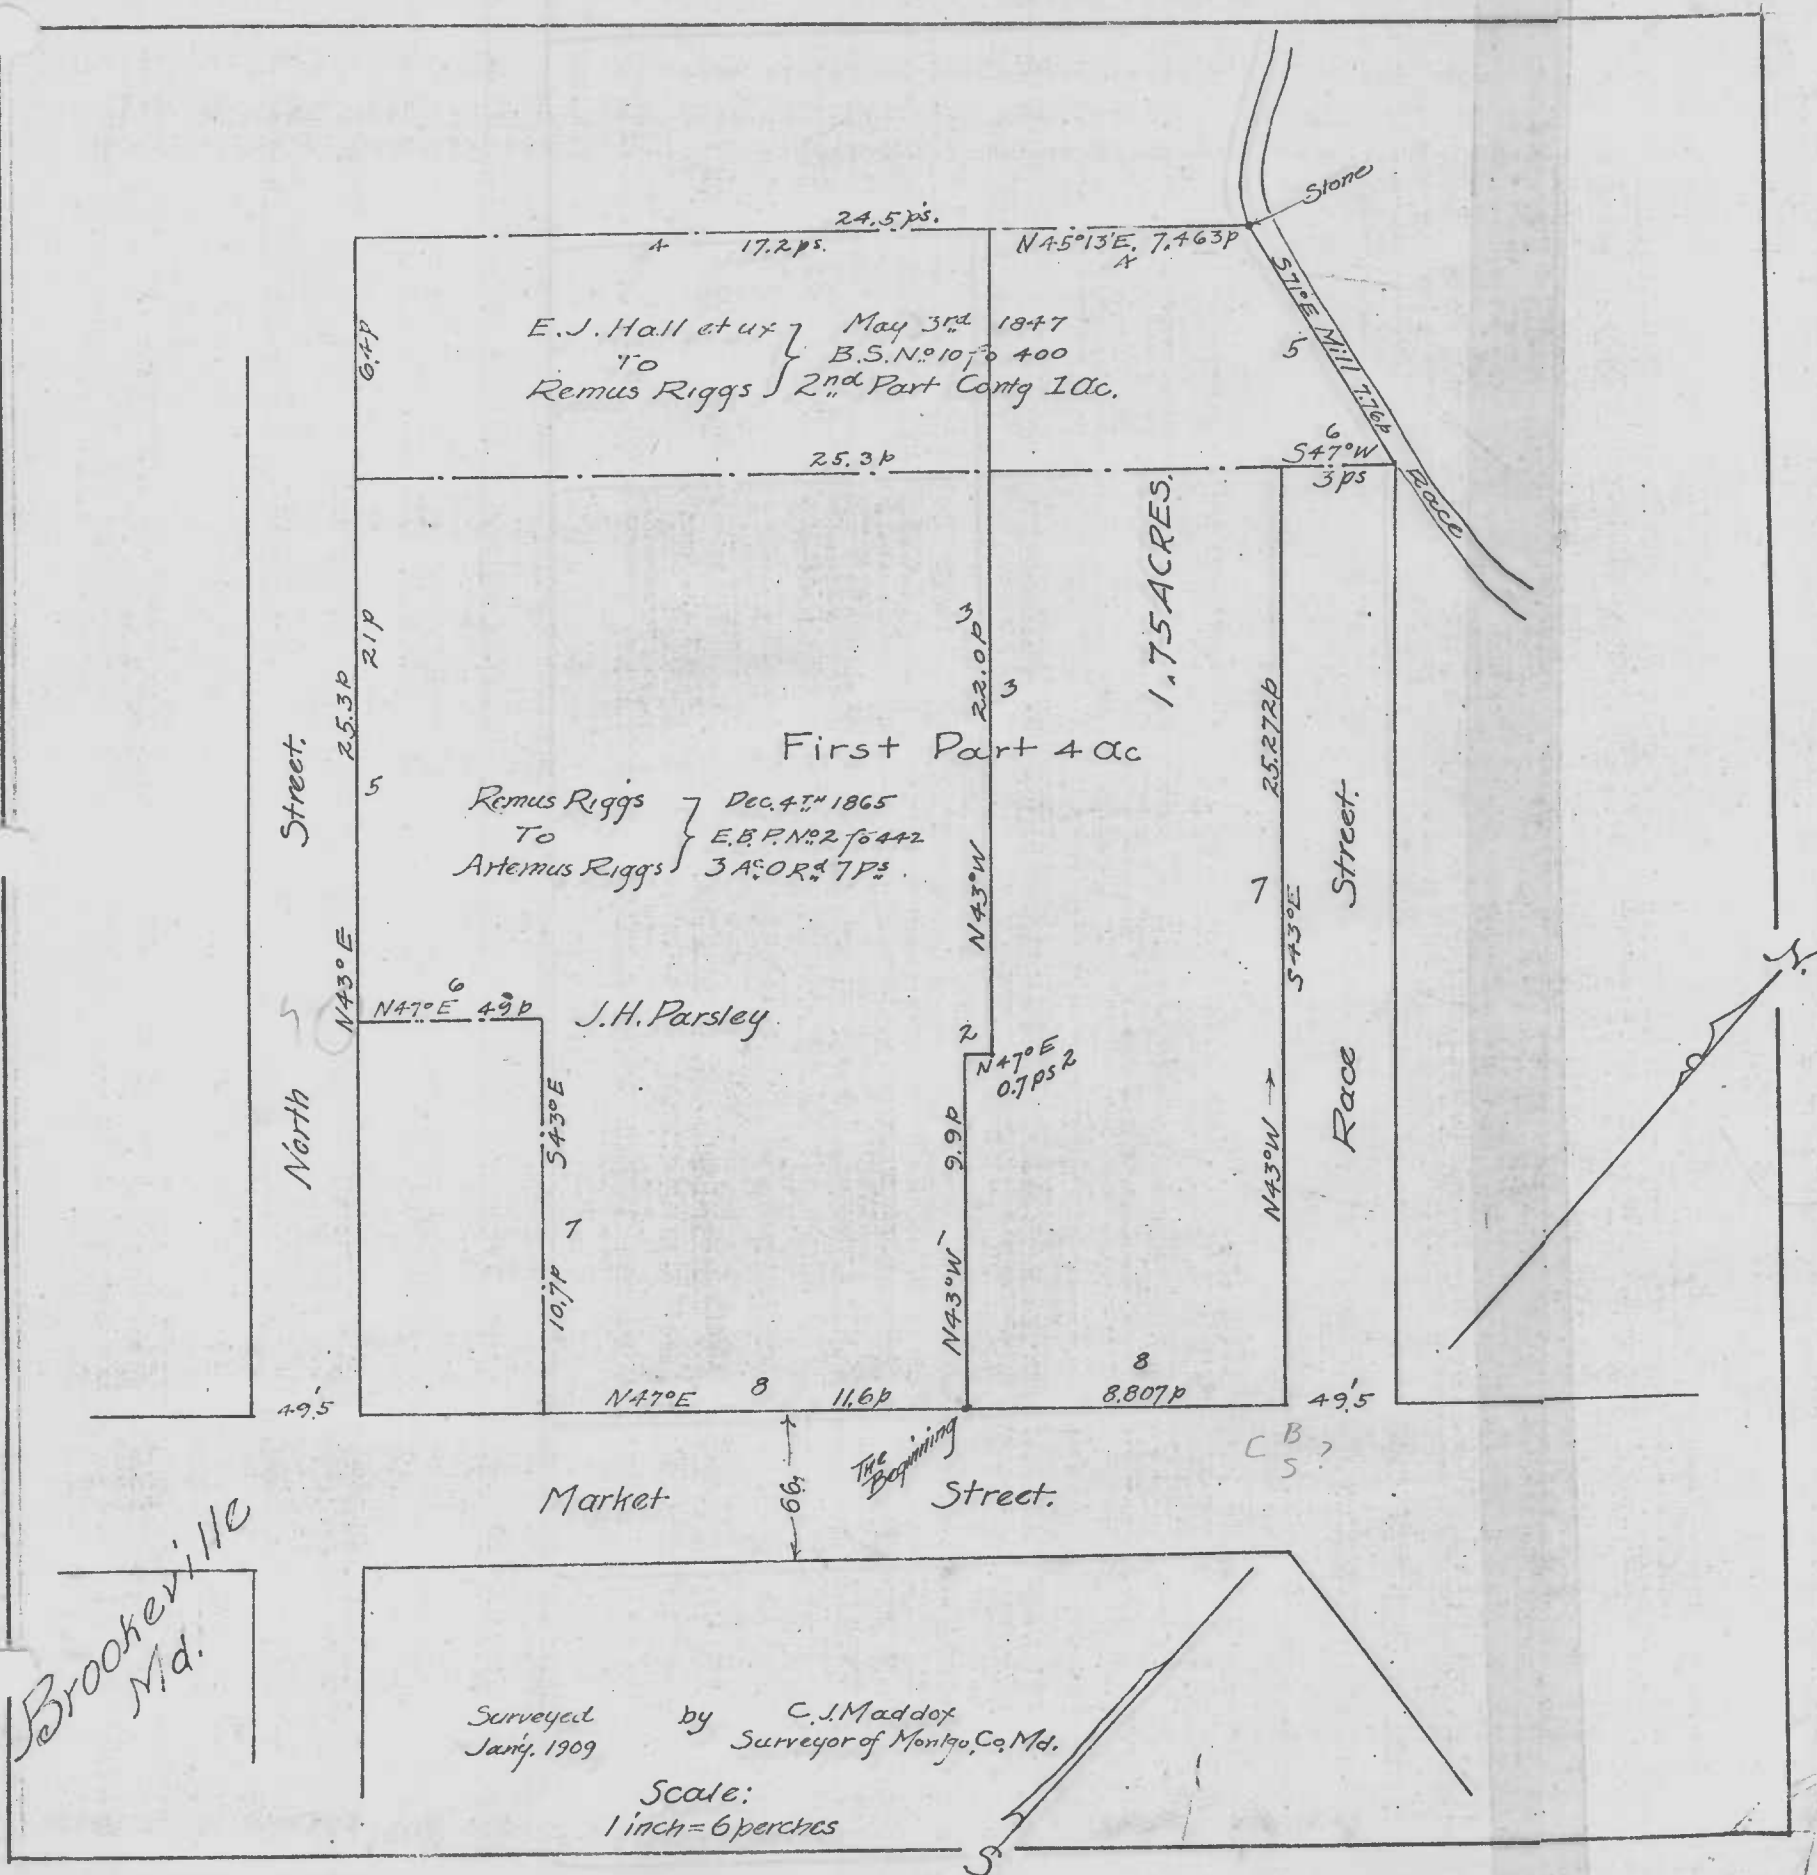 Stone
24.5 ps.
4 17.2 ps.
N45°13'E. 7.463p
4
6.4p
S71°E Mill 7.76p Race
5
E. J. Hall et ux
To
Remus Riggs
May 3rd 1847
B.S. Nº 10 fo 400
2nd Part Contg 1 ac.
25.3p
6
S47°W
3 ps
1.75 ACRES.
21p
25.3p
5
N43°E
3
22.0p
3
N43°W
25.272p
7
S43°E
N43°W →
First Part 4 ac
Remus Riggs
To
Artemus Riggs
Dec. 4TH 1865
E.B.P. Nº 2 fo 442
3 Ac. 0 Rd 7 Ps.
North Street.
Race Street.
N.
6
N47°E 4.9p
J.H. Parsley
2
N47°E 2
0.7 ps
S43°E
7
10.7p
9.9p
1
N43°W
N47°E 8 11.6p
8
8.807p
49.5'
49.5'
The Beginning
C B S ?
Market Street.
66'
Brookeville
Md.
Surveyed by C. J. Maddox
Jan'y. 1909 Surveyor of Montgo. Co. Md.
Scale:
1 inch = 6 perches
S